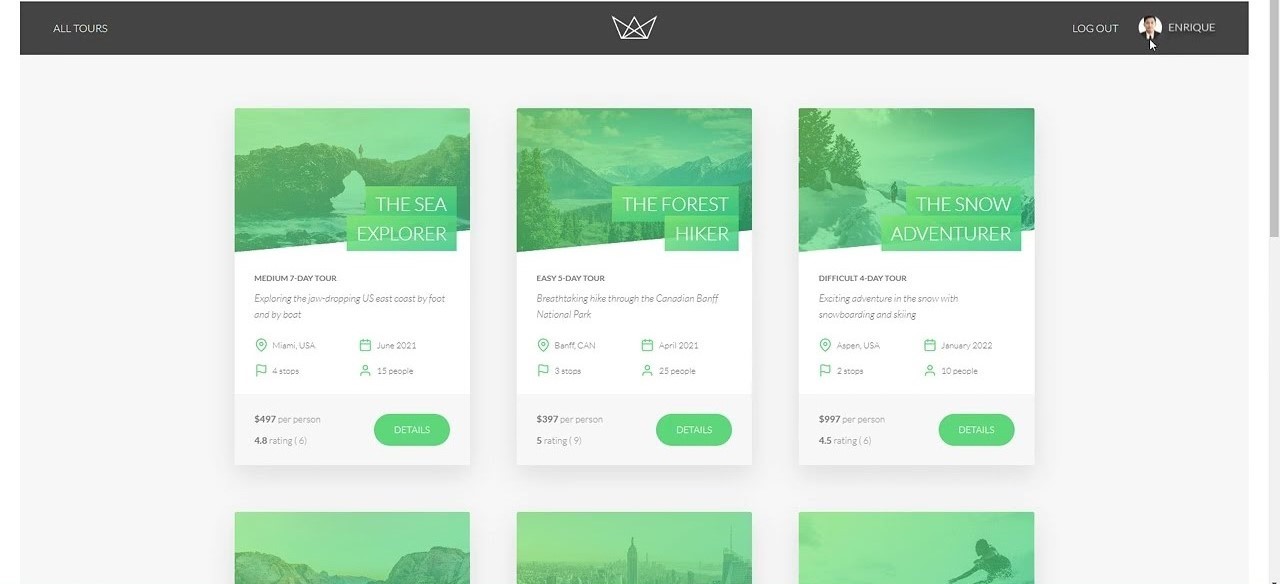 ALL TOURS
LOG OUT
ENRIQUE
THE SEA
EXPLORER
MEDIUM 7-DAY TOUR
Exploring the jaw-dropping US east coast by foot
and by boat
Miami, USA
June 2021
4 stops
15 people
$497 per person
4.8 rating ( 6)
DETAILS
THE FOREST
HIKER
EASY 5-DAY TOUR
Breathtaking hike through the Canadian Banff
National Park
Banff, CAN
April 2021
3 stops
25 people
$397 per person
5 rating ( 9)
DETAILS
THE SNOW
ADVENTURER
DIFFICULT 4-DAY TOUR
Exciting adventure in the snow with
snowboarding and skiing
Aspen, USA
January 2022
2 stops
10 people
$997 per person
4.5 rating ( 6)
DETAILS